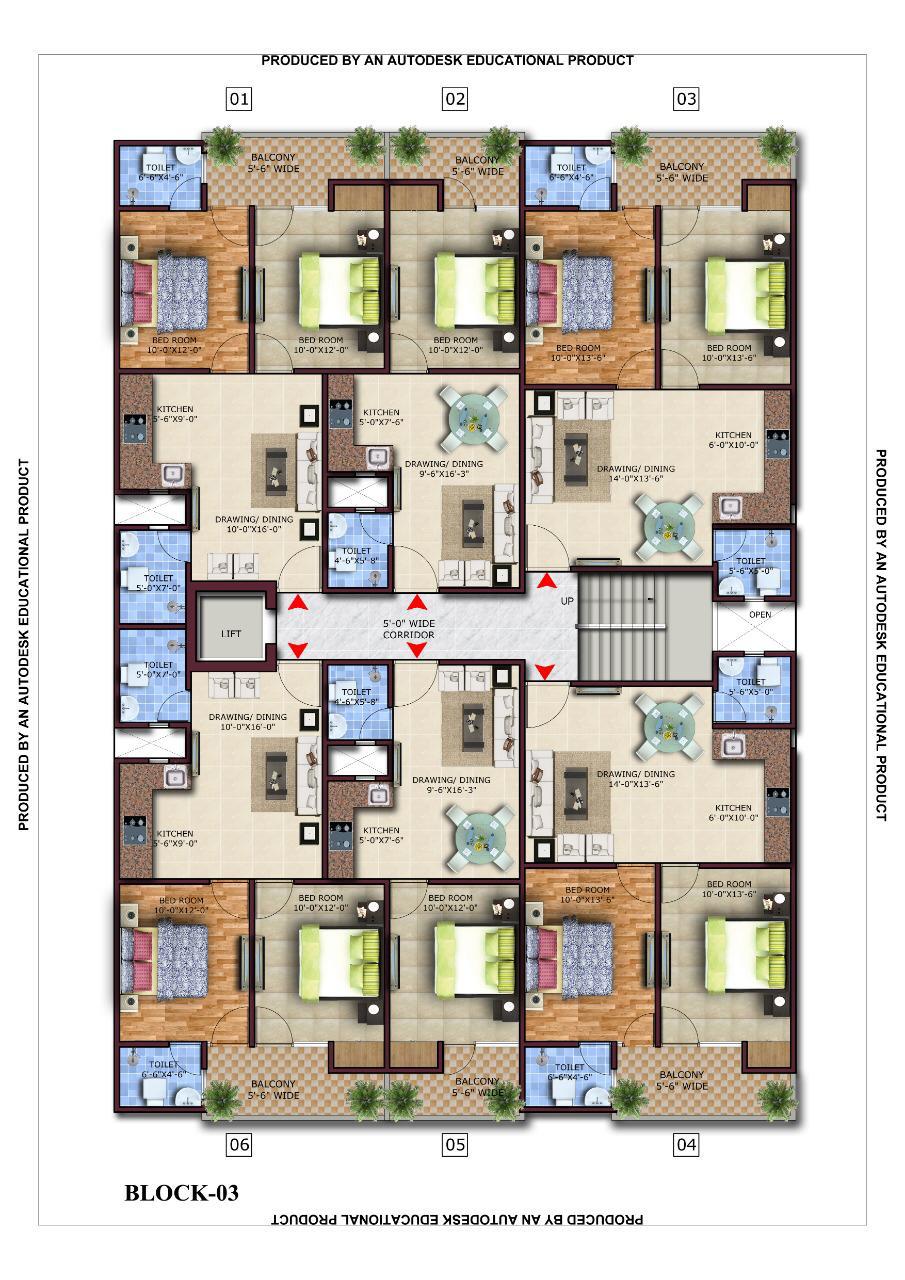 PRODUCED BY AN AUTODESK EDUCATIONAL PRODUCT
01
02
03
BALCONY
5'-6" WIDE
BALCONY
5'-6" WIDE
BALCONY
5'-6" WIDE
TOILET
6'-6"X4'-6"
TOILET
6'-6"X4'-6"
BED ROOM
10'-0"X12'-0"
BED ROOM
10'-0"X12'-0"
BED ROOM
10'-0"X12'-0"
BED ROOM
10'-0"X13'-6"
BED ROOM
10'-0"X13'-6"
KITCHEN
5'-6"X9'-0"
KITCHEN
5'-0"X7'-6"
KITCHEN
6'-0"X10'-0"
DRAWING/ DINING
9'-6"X16'-3"
DRAWING/ DINING
14'-0"X13'-6"
DRAWING/ DINING
10'-0"X16'-0"
TOILET
4'-6"X5'-8"
TOILET
5'-6"X5'-0"
TOILET
5'-0"X7'-0"
UP
OPEN
LIFT
5'-0" WIDE
CORRIDOR
TOILET
5'-0"X7'-0"
TOILET
4'-6"X5'-8"
TOILET
5'-6"X5'-0"
DRAWING/ DINING
10'-0"X16'-0"
DRAWING/ DINING
9'-6"X16'-3"
DRAWING/ DINING
14'-0"X13'-6"
KITCHEN
5'-6"X9'-0"
KITCHEN
5'-0"X7'-6"
KITCHEN
6'-0"X10'-0"
BED ROOM
10'-0"X12'-0"
BED ROOM
10'-0"X12'-0"
BED ROOM
10'-0"X12'-0"
BED ROOM
10'-0"X13'-6"
BED ROOM
10'-0"X13'-6"
TOILET
6'-6"X4'-6"
TOILET
6'-6"X4'-6"
BALCONY
5'-6" WIDE
BALCONY
5'-6" WIDE
BALCONY
5'-6" WIDE
06
05
04
BLOCK-03
PRODUCED BY AN AUTODESK EDUCATIONAL PRODUCT
PRODUCED BY AN AUTODESK EDUCATIONAL PRODUCT
PRODUCED BY AN AUTODESK EDUCATIONAL PRODUCT